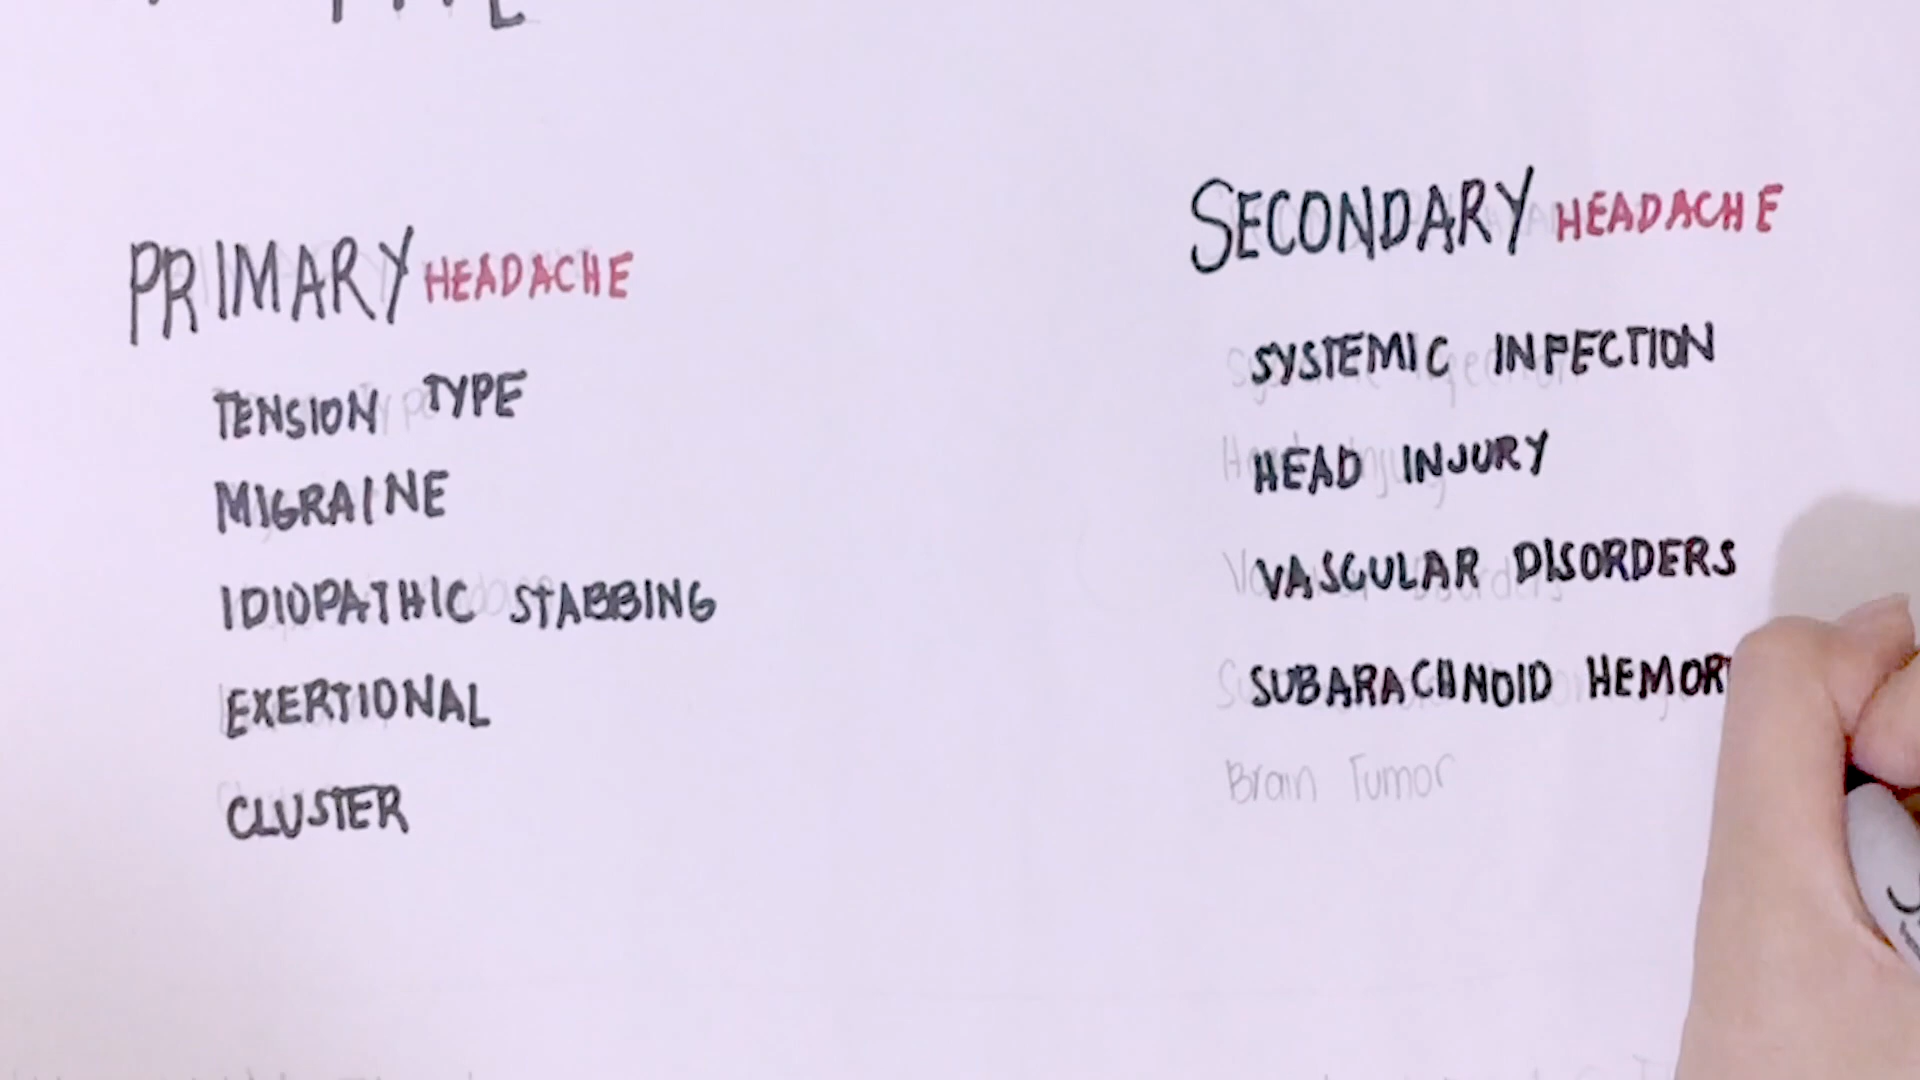 PRIMARY HEADACHE
TENSION TYPE
MIGRAINE
IDIOPATHIC STABBING
EXERTIONAL
CLUSTER
SECONDARY HEADACHE
SYSTEMIC INFECTION
HEAD INJURY
VASCULAR DISORDERS
SUBARACHNOID HEMOR
Brain Tumor